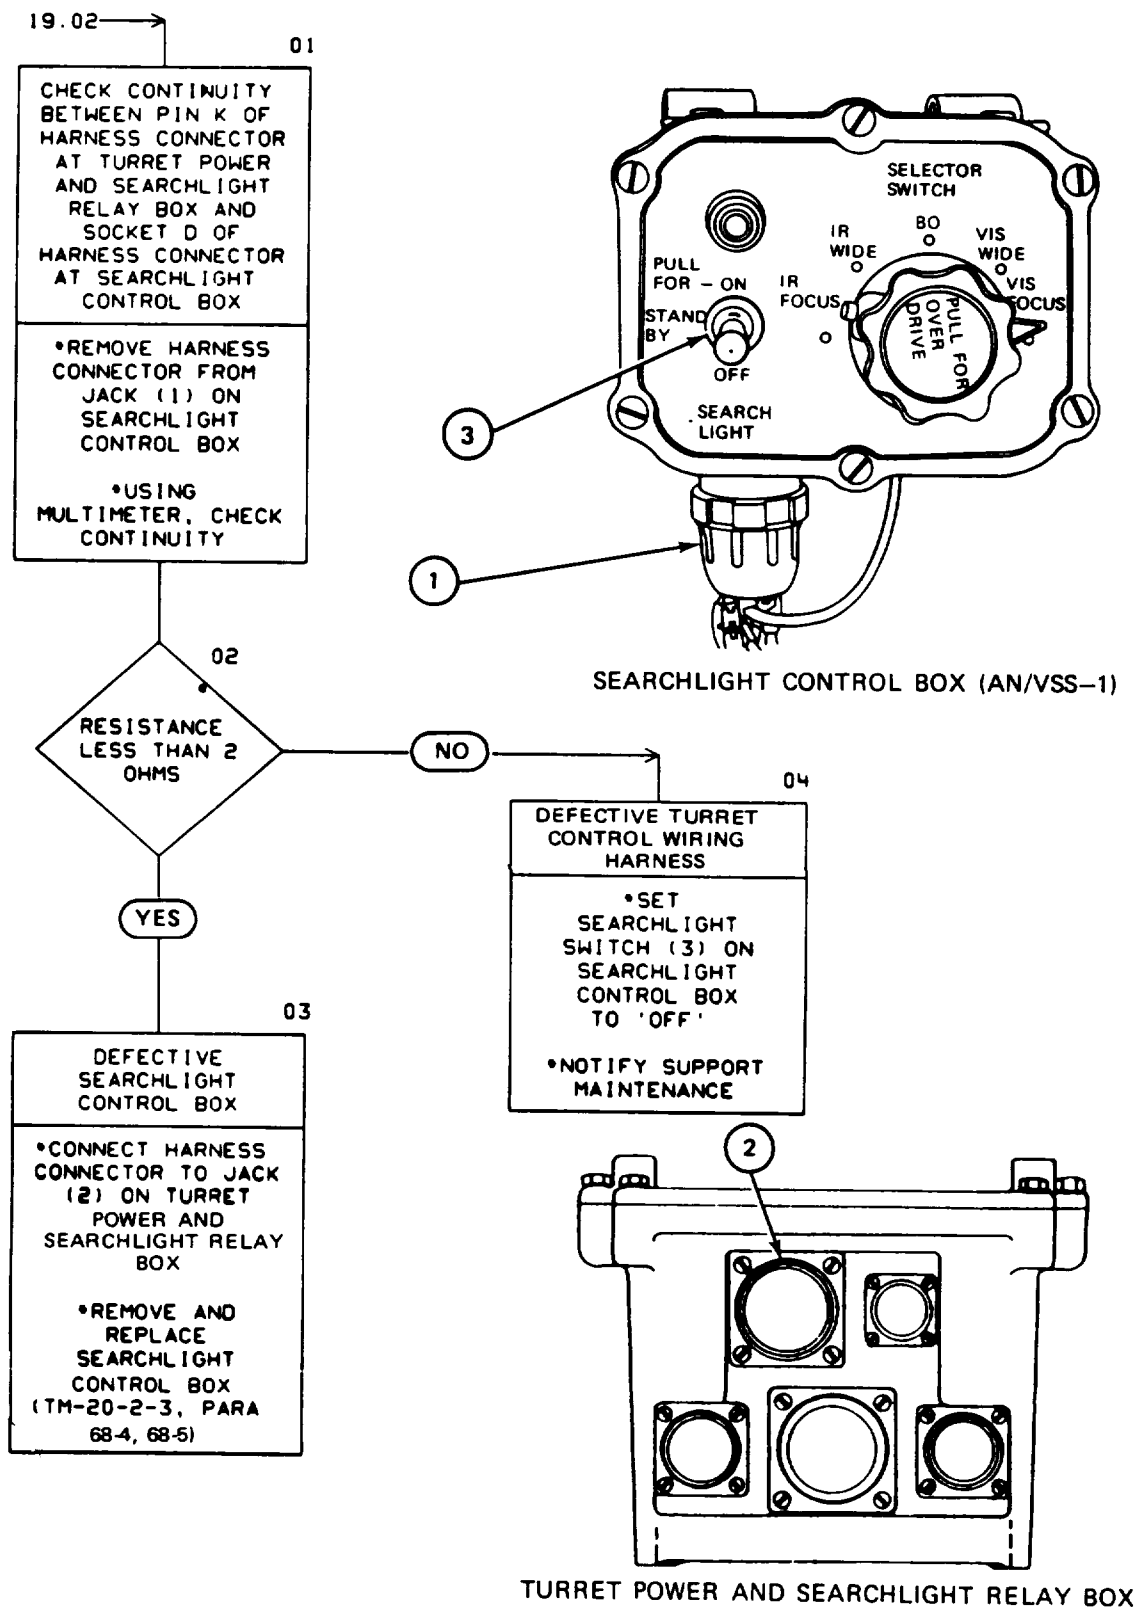 19.02
01
CHECK CONTINUITY
BETWEEN PIN K OF
HARNESS CONNECTOR
AT TURRET POWER
AND SEARCHLIGHT
RELAY BOX AND
SOCKET D OF
HARNESS CONNECTOR
AT SEARCHLIGHT
CONTROL BOX
•REMOVE HARNESS
CONNECTOR FROM
JACK (1) ON
SEARCHLIGHT
CONTROL BOX
•USING
MULTIMETER, CHECK
CONTINUITY
02
RESISTANCE
LESS THAN 2
OHMS
NO
YES
03
DEFECTIVE
SEARCHLIGHT
CONTROL BOX
•CONNECT HARNESS
CONNECTOR TO JACK
(2) ON TURRET
POWER AND
SEARCHLIGHT RELAY
BOX
•REMOVE AND
REPLACE
SEARCHLIGHT
CONTROL BOX
(TM-20-2-3, PARA
68-4, 68-5)
04
DEFECTIVE TURRET
CONTROL WIRING
HARNESS
•SET
SEARCHLIGHT
SWITCH (3) ON
SEARCHLIGHT
CONTROL BOX
TO 'OFF'
•NOTIFY SUPPORT
MAINTENANCE
SELECTOR
SWITCH
BO
IR
WIDE
VIS
WIDE
IR
FOCUS
VIS
FOCUS
PULL FOR
OVER
DRIVE
PULL
FOR – ON
STAND
BY
OFF
SEARCH
LIGHT
3
1
SEARCHLIGHT CONTROL BOX (AN/VSS–1)
2
TURRET POWER AND SEARCHLIGHT RELAY BOX